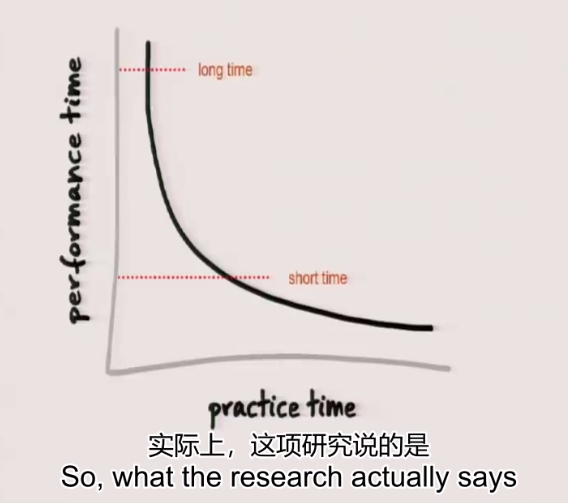 performance time
long time
short time
practice time
实际上，这项研究说的是
So, what the research actually says